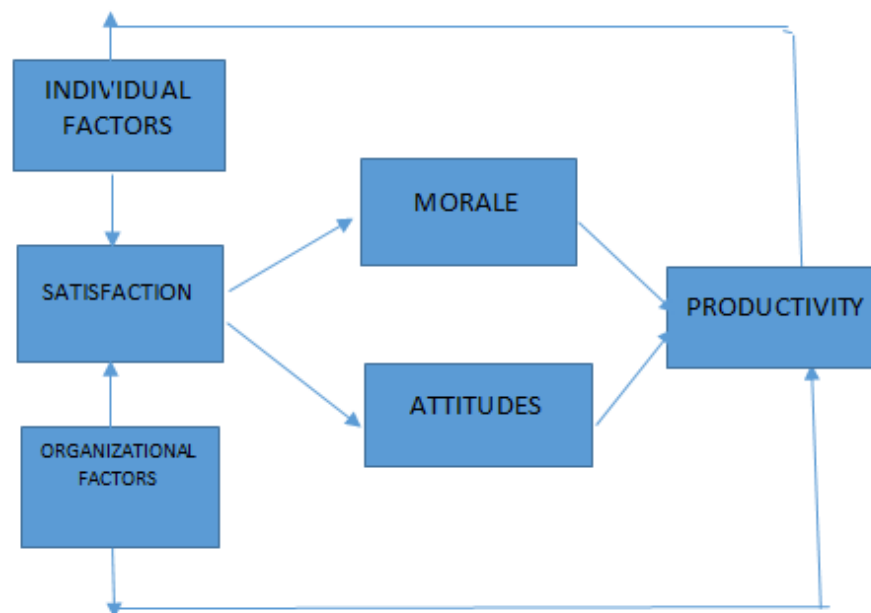 INDIVIDUAL
FACTORS
MORALE
SATISFACTION
PRODUCTIVITY
ATTITUDES
ORGANIZATIONAL
FACTORS